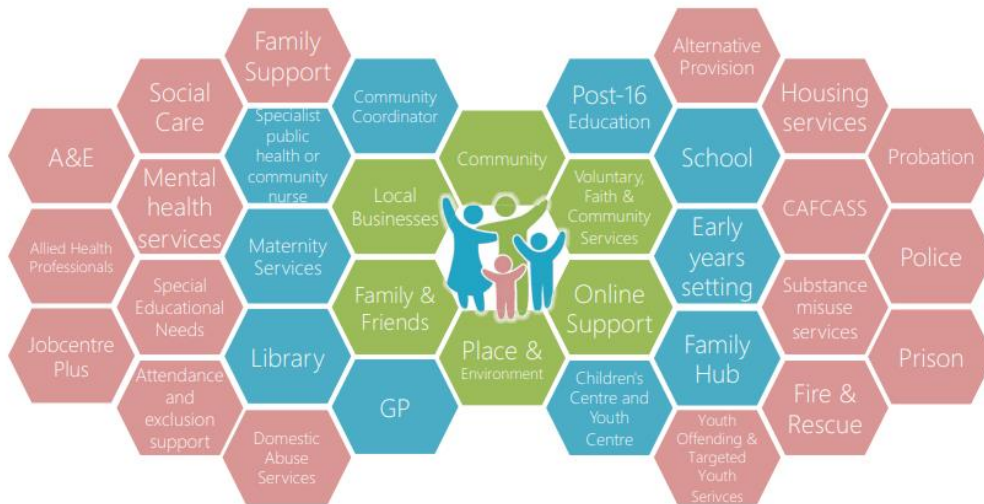 A&E
Allied Health
Professionals
Jobcentre
Plus
Social
Care
Mental
health
services
Special
Educational
Needs
Attendance
and
exclusion
support
Family
Support
Specialist
public
health or
community
nurse
Maternity
Services
Library
Domestic
Abuse
Services
Community
Coordinator
Local
Businesses
Family &
Friends
GP
Community
Place &
Environment
Post-16
Education
Voluntary,
Faith &
Community
Services
Online
Support
Children's
Centre and
Youth
Centre
Alternative
Provision
School
Early
years
setting
Family
Hub
Youth
Offending &
Targeted
Youth
Serivces
Housing
services
CAFCASS
Substance
misuse
services
Fire &
Rescue
Probation
Police
Prison